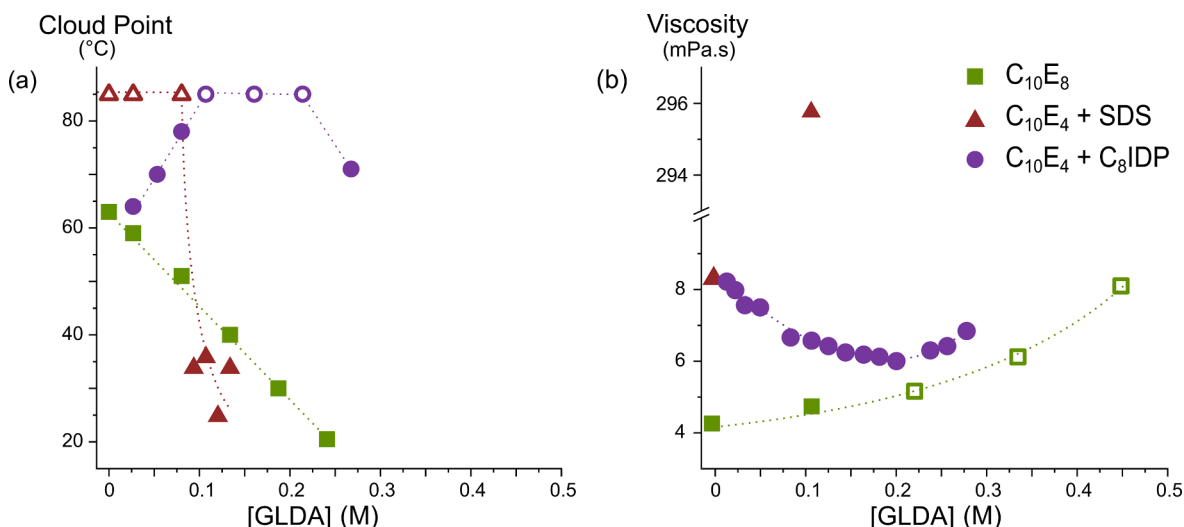 Cloud Point
(°C)
(a)
80
60
40
20
0
0.1
0.2
0.3
0.4
0.5
[GLDA] (M)
Viscosity
(mPa.s)
(b)
296
294
8
6
4
0
0.1
0.2
0.3
0.4
0.5
[GLDA] (M)
C₁₀E₈
C₁₀E₄ + SDS
C₁₀E₄ + C₈IDP